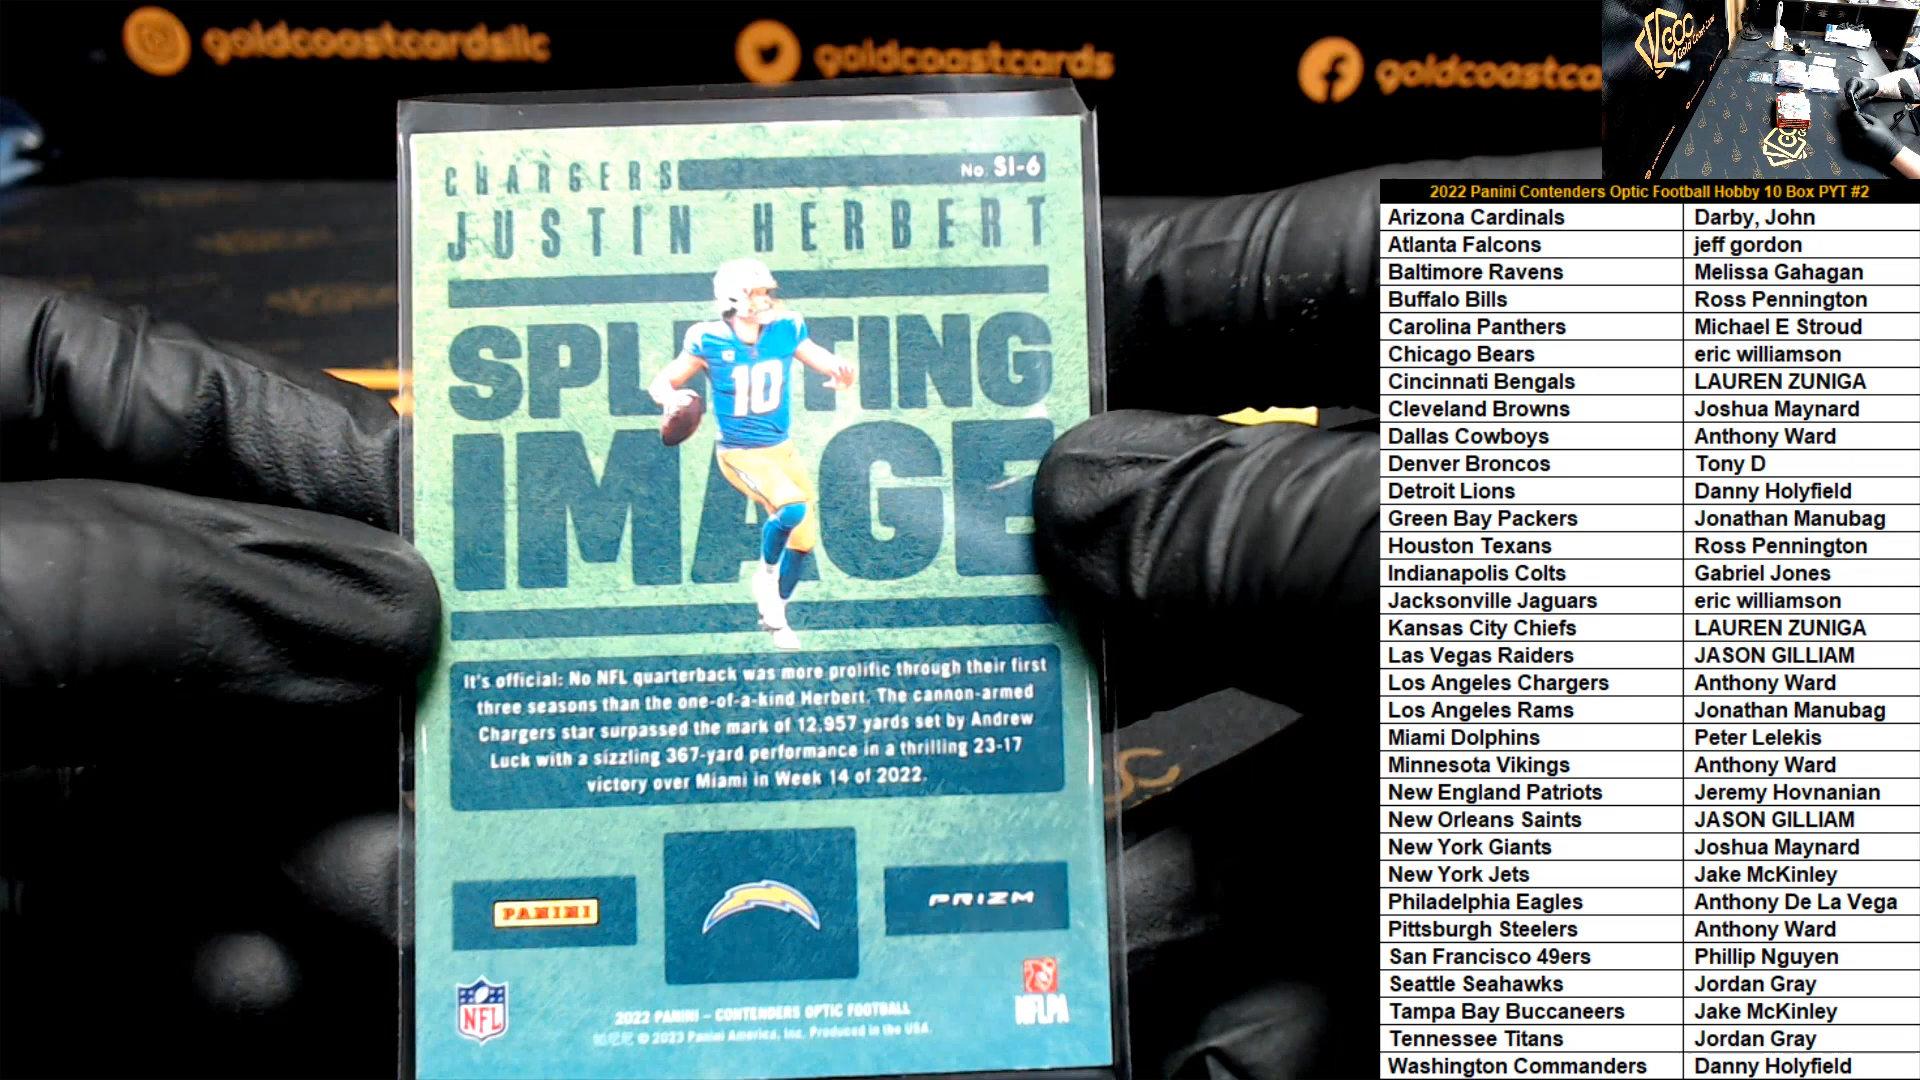 goldcoastcardsllc
goldcoastcards
goldcoastca
GCC
Gold Coast
CHARGERS
No. SI-6
JUSTIN HERBERT
SPLITTING
IMAGE
10
It's official: No NFL quarterback was more prolific through their first
three seasons than the one-of-a-kind Herbert. The cannon-armed
Chargers star surpassed the mark of 12,957 yards set by Andrew
Luck with a sizzling 367-yard performance in a thrilling 23-17
victory over Miami in Week 14 of 2022.
PANINI
PRIZM
NFL
NFLPA
2022 PANINI – CONTENDERS OPTIC FOOTBALL
© 2023 Panini America, Inc. Produced in the USA.
2022 Panini Contenders Optic Football Hobby 10 Box PYT #2
Arizona Cardinals Darby, John
Atlanta Falcons jeff gordon
Baltimore Ravens Melissa Gahagan
Buffalo Bills Ross Pennington
Carolina Panthers Michael E Stroud
Chicago Bears eric williamson
Cincinnati Bengals LAUREN ZUNIGA
Cleveland Browns Joshua Maynard
Dallas Cowboys Anthony Ward
Denver Broncos Tony D
Detroit Lions Danny Holyfield
Green Bay Packers Jonathan Manubag
Houston Texans Ross Pennington
Indianapolis Colts Gabriel Jones
Jacksonville Jaguars eric williamson
Kansas City Chiefs LAUREN ZUNIGA
Las Vegas Raiders JASON GILLIAM
Los Angeles Chargers Anthony Ward
Los Angeles Rams Jonathan Manubag
Miami Dolphins Peter Lelekis
Minnesota Vikings Anthony Ward
New England Patriots Jeremy Hovnanian
New Orleans Saints JASON GILLIAM
New York Giants Joshua Maynard
New York Jets Jake McKinley
Philadelphia Eagles Anthony De La Vega
Pittsburgh Steelers Anthony Ward
San Francisco 49ers Phillip Nguyen
Seattle Seahawks Jordan Gray
Tampa Bay Buccaneers Jake McKinley
Tennessee Titans Jordan Gray
Washington Commanders Danny Holyfield